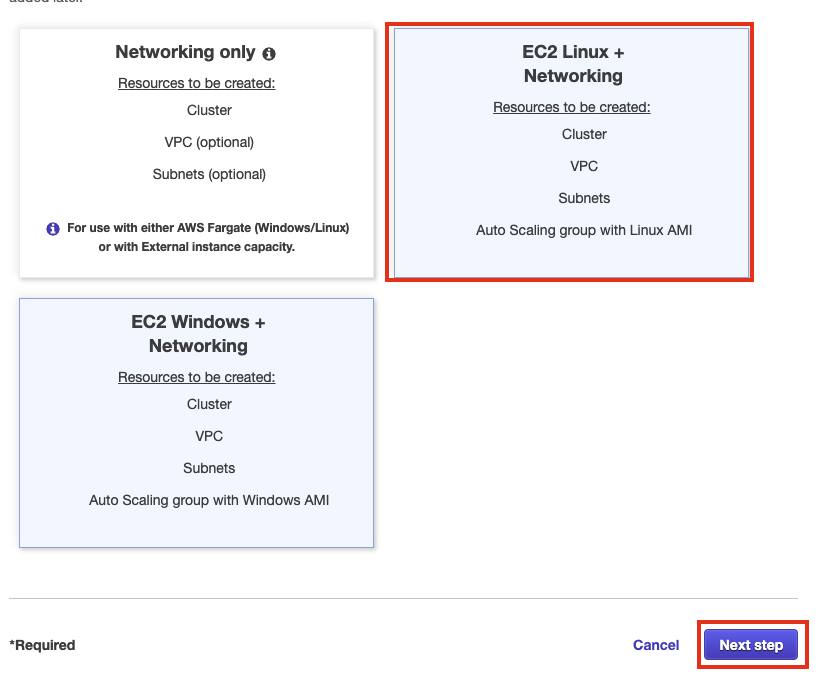 added later.
Networking only
Resources to be created:
Cluster
VPC (optional)
Subnets (optional)
For use with either AWS Fargate (Windows/Linux)
or with External instance capacity.
EC2 Linux +
Networking
Resources to be created:
Cluster
VPC
Subnets
Auto Scaling group with Linux AMI
EC2 Windows +
Networking
Resources to be created:
Cluster
VPC
Subnets
Auto Scaling group with Windows AMI
*Required
Cancel
Next step